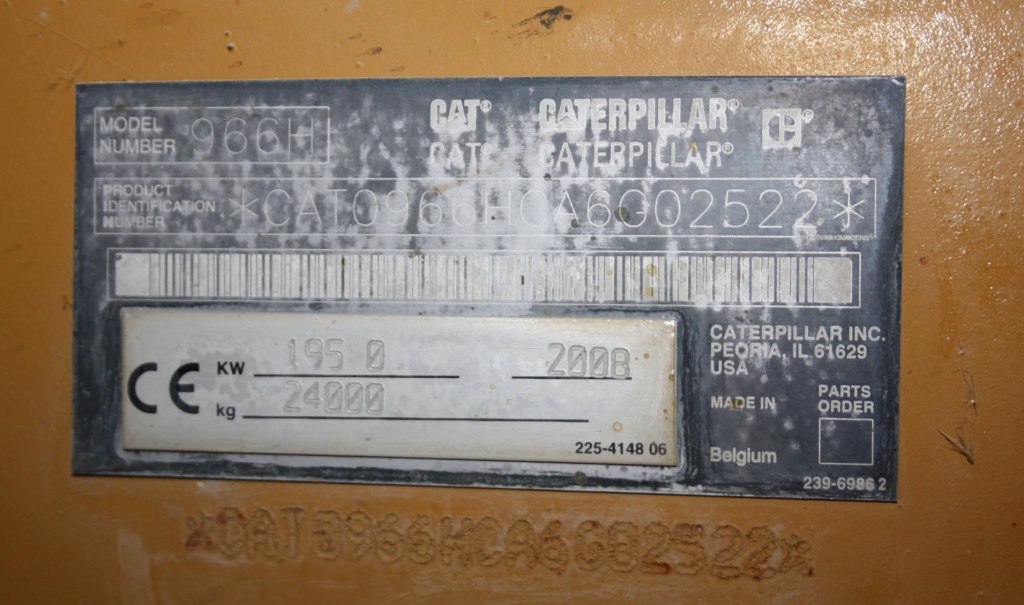 MODEL NUMBER 966H
CAT® CATERPILLAR®
CAT® CATERPILLAR®
PRODUCT IDENTIFICATION NUMBER *CAT0966HCA6G02522*
CE KW 195 0 2008
kg 24000
225-4148 06
CATERPILLAR INC.
PEORIA, IL 61629
USA
MADE IN
Belgium
PARTS ORDER
239-6986 2
*CAT0966HCA6G02522*